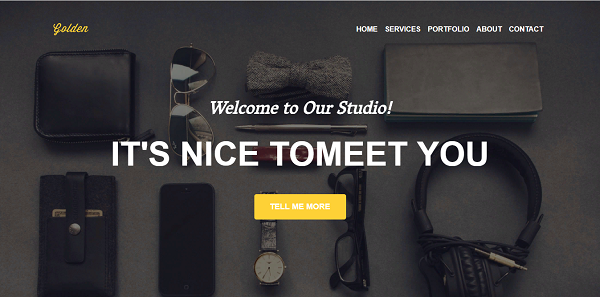 Golden
HOME SERVICES PORTFOLIO ABOUT CONTACT
Welcome to Our Studio!
IT'S NICE TOMEET YOU
TELL ME MORE